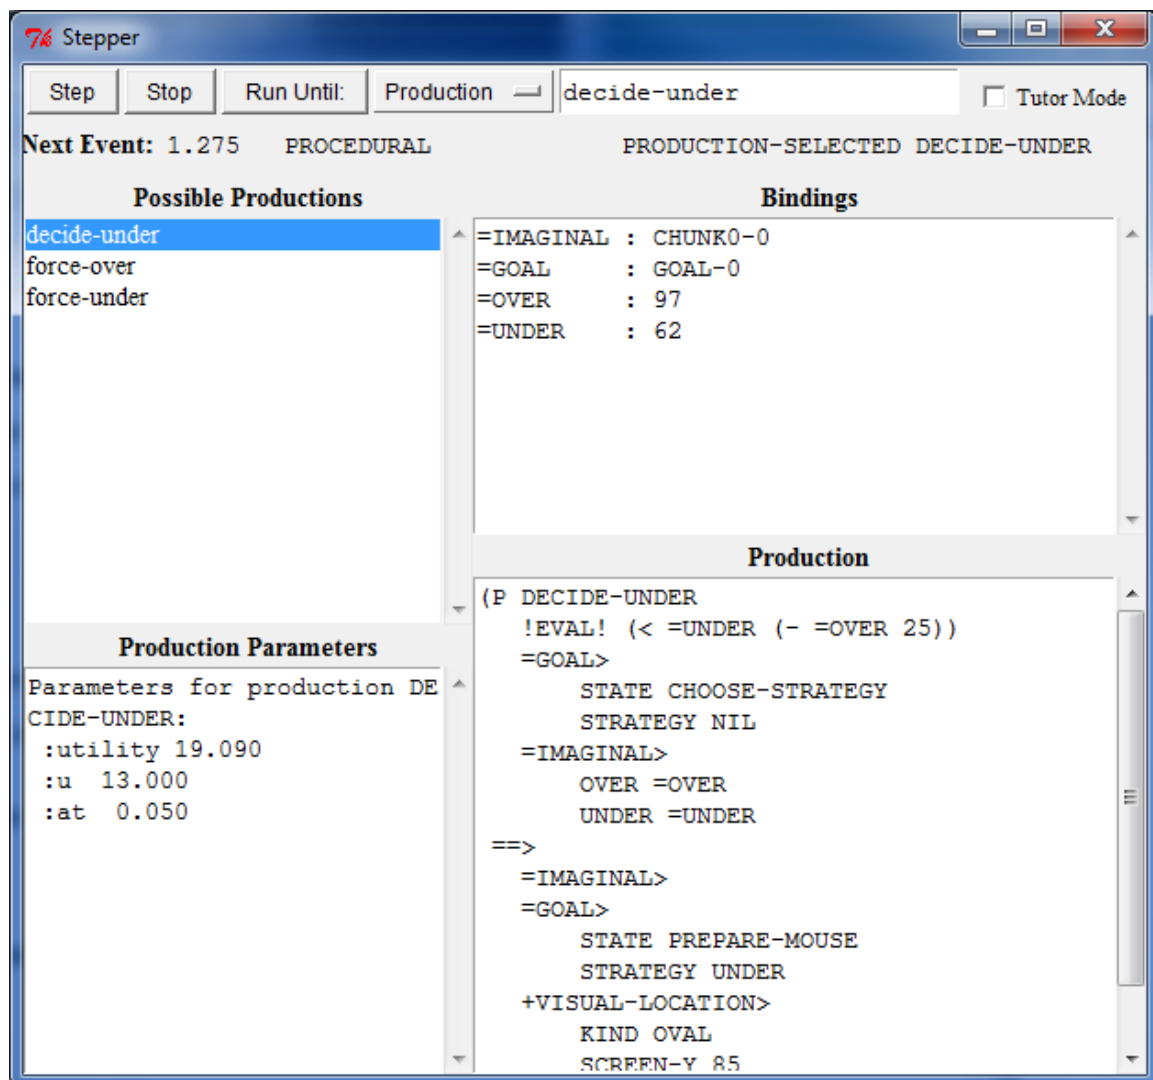 Stepper
Step Stop Run Until: Production decide-under Tutor Mode
Next Event: 1.275 PROCEDURAL PRODUCTION-SELECTED DECIDE-UNDER
Possible Productions
decide-under
force-over
force-under
Bindings
=IMAGINAL : CHUNK0-0
=GOAL : GOAL-0
=OVER : 97
=UNDER : 62
Production Parameters
Parameters for production DE
CIDE-UNDER:
:utility 19.090
:u 13.000
:at 0.050
Production
(P DECIDE-UNDER
!EVAL! (< =UNDER (- =OVER 25))
=GOAL>
STATE CHOOSE-STRATEGY
STRATEGY NIL
=IMAGINAL>
OVER =OVER
UNDER =UNDER
==>
=IMAGINAL>
=GOAL>
STATE PREPARE-MOUSE
STRATEGY UNDER
+VISUAL-LOCATION>
KIND OVAL
SCREEN-Y 85